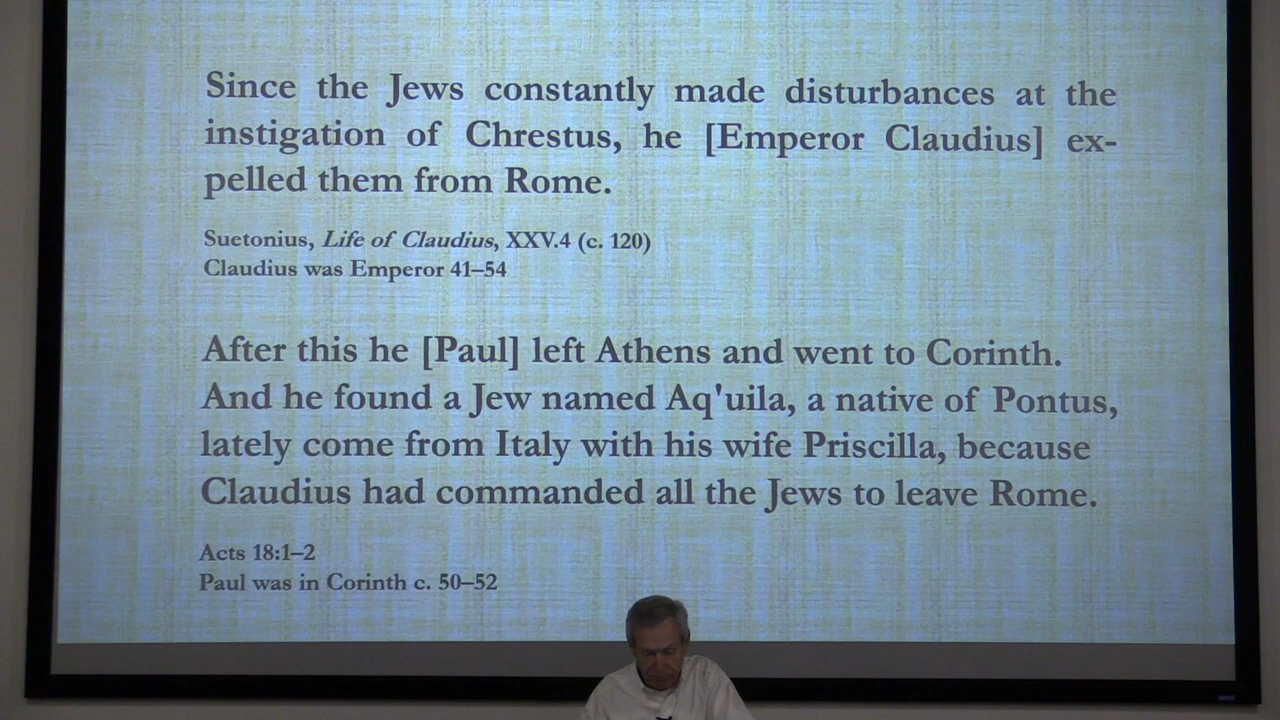 Since the Jews constantly made disturbances at the
instigation of Chrestus, he [Emperor Claudius] ex-
pelled them from Rome.
Suetonius, Life of Claudius, XXV.4 (c. 120)
Claudius was Emperor 41–54
After this he [Paul] left Athens and went to Corinth.
And he found a Jew named Aq'uila, a native of Pontus,
lately come from Italy with his wife Priscilla, because
Claudius had commanded all the Jews to leave Rome.
Acts 18:1–2
Paul was in Corinth c. 50–52